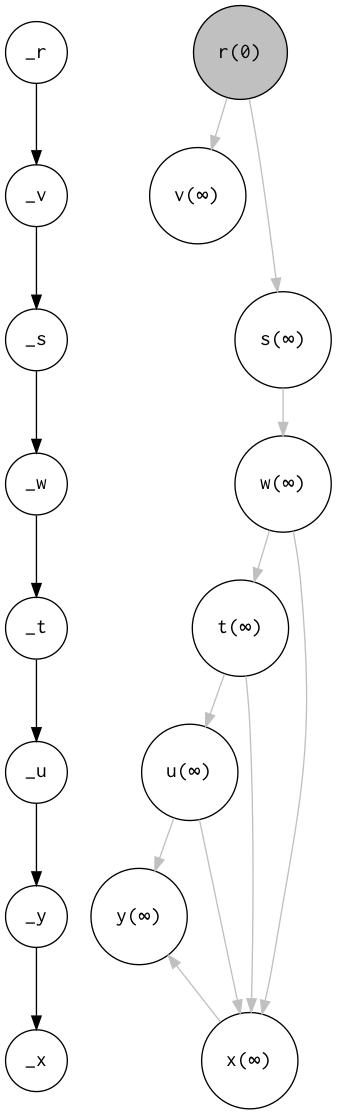 _r r(0)
_v v(∞)
_s s(∞)
_w w(∞)
_t t(∞)
_u u(∞)
_y y(∞)
_x x(∞)